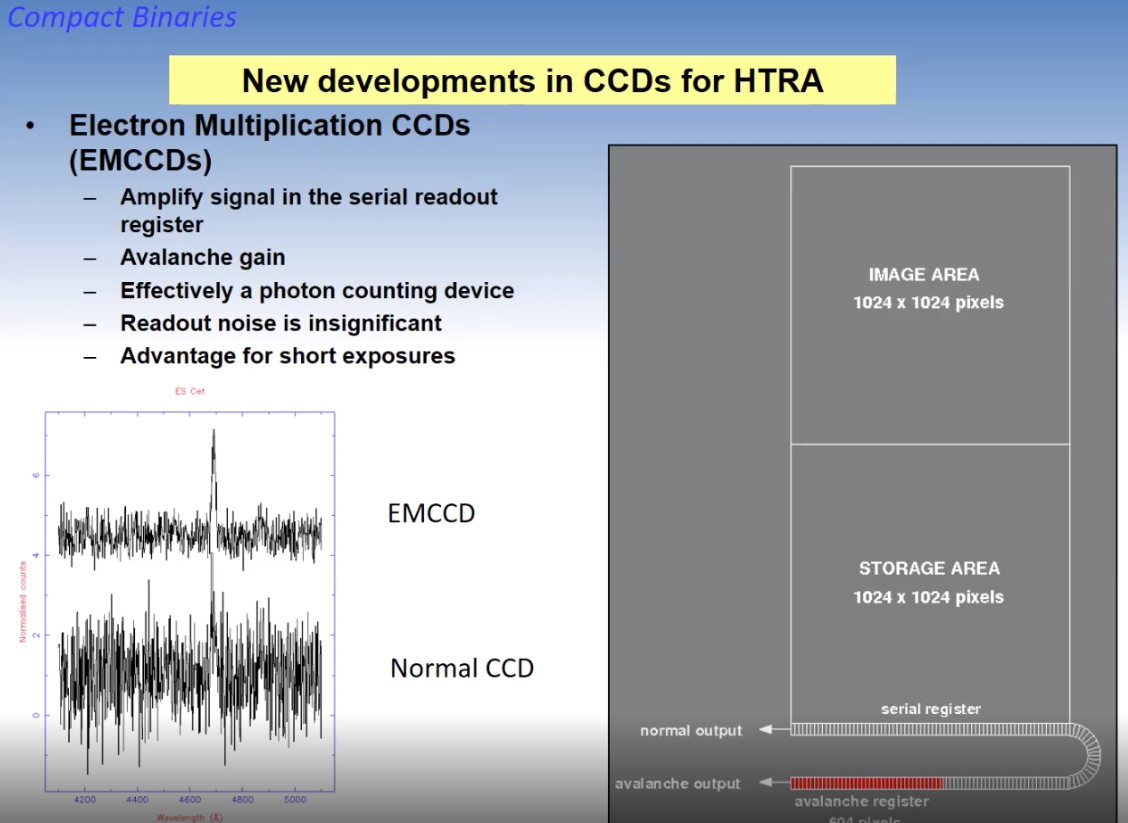 Compact Binaries
New developments in CCDs for HTRA
• Electron Multiplication CCDs
(EMCCDs)
– Amplify signal in the serial readout
register
– Avalanche gain
– Effectively a photon counting device
– Readout noise is insignificant
– Advantage for short exposures
ES Cet
6
4
2
0
Normalised counts
4200 4400 4600 4800 5000
Wavelength (Å)
EMCCD
Normal CCD
IMAGE AREA
1024 x 1024 pixels
STORAGE AREA
1024 x 1024 pixels
serial register
normal output
avalanche output
avalanche register
604 pixels